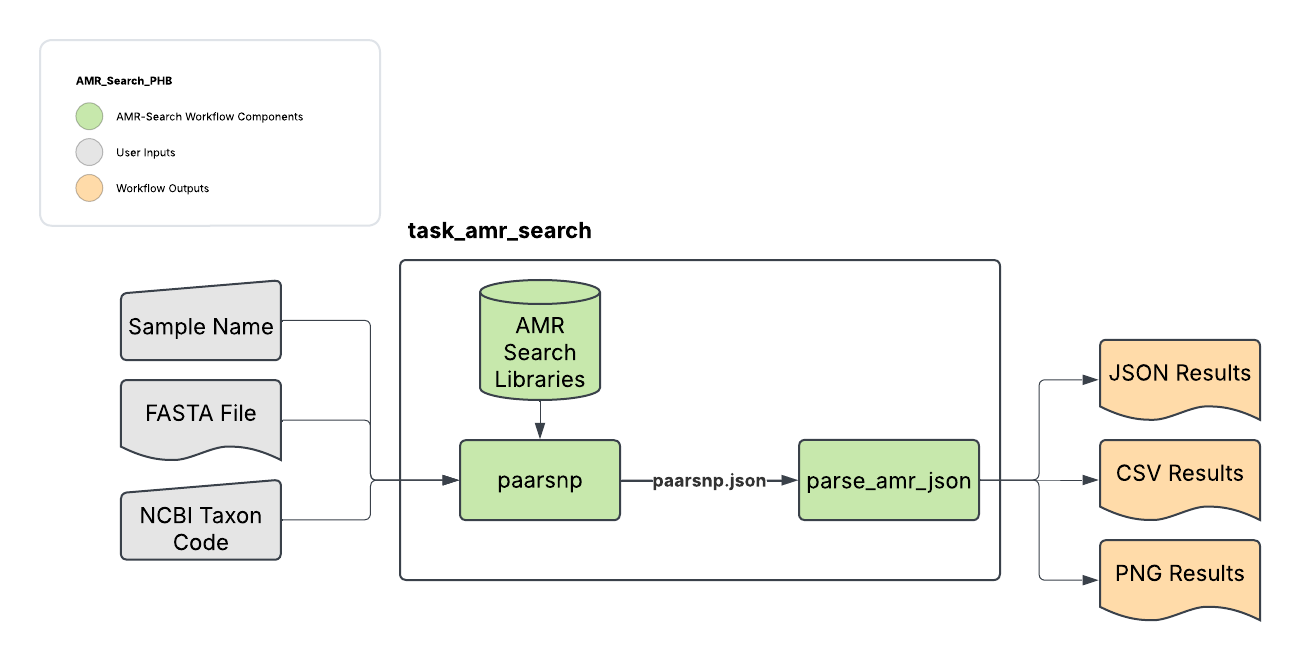 AMR_Search_PHB
AMR-Search Workflow Components
User Inputs
Workflow Outputs
task_amr_search
Sample Name
FASTA File
NCBI Taxon
Code
AMR
Search
Libraries
paarsnp
paarsnp.json
parse_amr_json
JSON Results
CSV Results
PNG Results